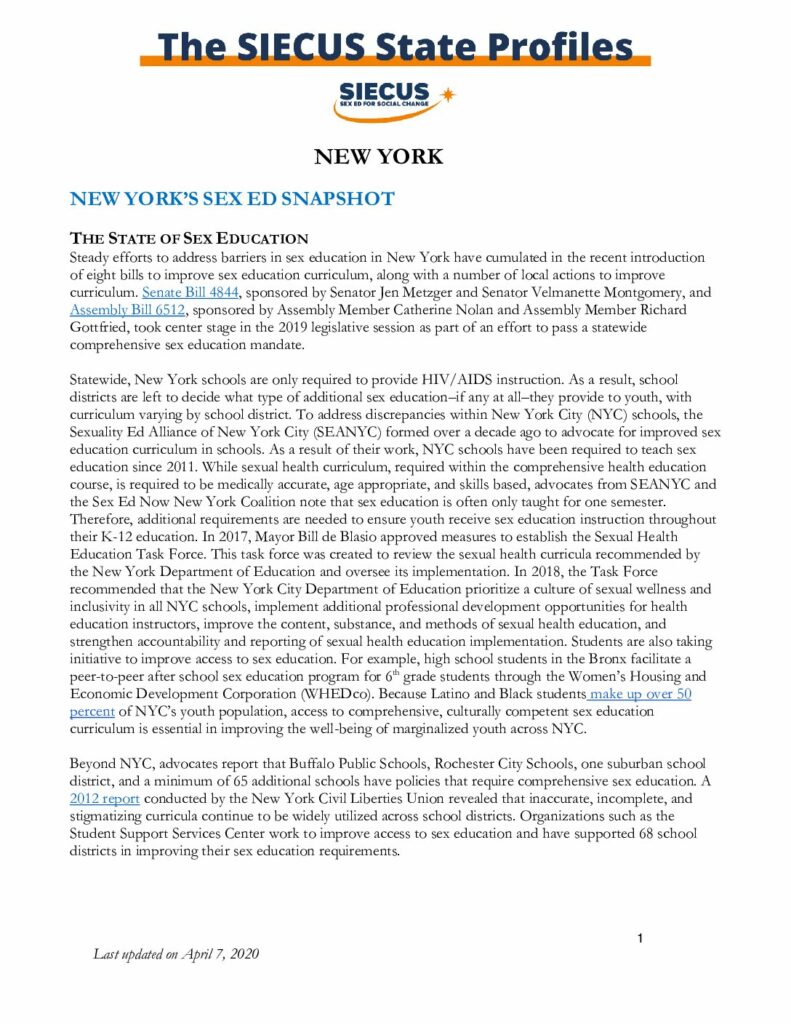 The SIECUS State Profiles
SIECUS
SEX ED FOR SOCIAL CHANGE
NEW YORK
NEW YORK'S SEX ED SNAPSHOT
THE STATE OF SEX EDUCATION
Steady efforts to address barriers in sex education in New York have cumulated in the recent introduction
of eight bills to improve sex education curriculum, along with a number of local actions to improve
curriculum. Senate Bill 4844, sponsored by Senator Jen Metzger and Senator Velmanette Montgomery, and
Assembly Bill 6512, sponsored by Assembly Member Catherine Nolan and Assembly Member Richard
Gottfried, took center stage in the 2019 legislative session as part of an effort to pass a statewide
comprehensive sex education mandate.
Statewide, New York schools are only required to provide HIV/AIDS instruction. As a result, school
districts are left to decide what type of additional sex education–if any at all–they provide to youth, with
curriculum varying by school district. To address discrepancies within New York City (NYC) schools, the
Sexuality Ed Alliance of New York City (SEANYC) formed over a decade ago to advocate for improved sex
education curriculum in schools. As a result of their work, NYC schools have been required to teach sex
education since 2011. While sexual health curriculum, required within the comprehensive health education
course, is required to be medically accurate, age appropriate, and skills based, advocates from SEANYC and
the Sex Ed Now New York Coalition note that sex education is often only taught for one semester.
Therefore, additional requirements are needed to ensure youth receive sex education instruction throughout
their K-12 education. In 2017, Mayor Bill de Blasio approved measures to establish the Sexual Health
Education Task Force. This task force was created to review the sexual health curricula recommended by
the New York Department of Education and oversee its implementation. In 2018, the Task Force
recommended that the New York City Department of Education prioritize a culture of sexual wellness and
inclusivity in all NYC schools, implement additional professional development opportunities for health
education instructors, improve the content, substance, and methods of sexual health education, and
strengthen accountability and reporting of sexual health education implementation. Students are also taking
initiative to improve access to sex education. For example, high school students in the Bronx facilitate a
peer-to-peer after school sex education program for 6th grade students through the Women's Housing and
Economic Development Corporation (WHEDco). Because Latino and Black students make up over 50
percent of NYC's youth population, access to comprehensive, culturally competent sex education
curriculum is essential in improving the well-being of marginalized youth across NYC.
Beyond NYC, advocates report that Buffalo Public Schools, Rochester City Schools, one suburban school
district, and a minimum of 65 additional schools have policies that require comprehensive sex education. A
2012 report conducted by the New York Civil Liberties Union revealed that inaccurate, incomplete, and
stigmatizing curricula continue to be widely utilized across school districts. Organizations such as the
Student Support Services Center work to improve access to sex education and have supported 68 school
districts in improving their sex education requirements.
1
Last updated on April 7, 2020